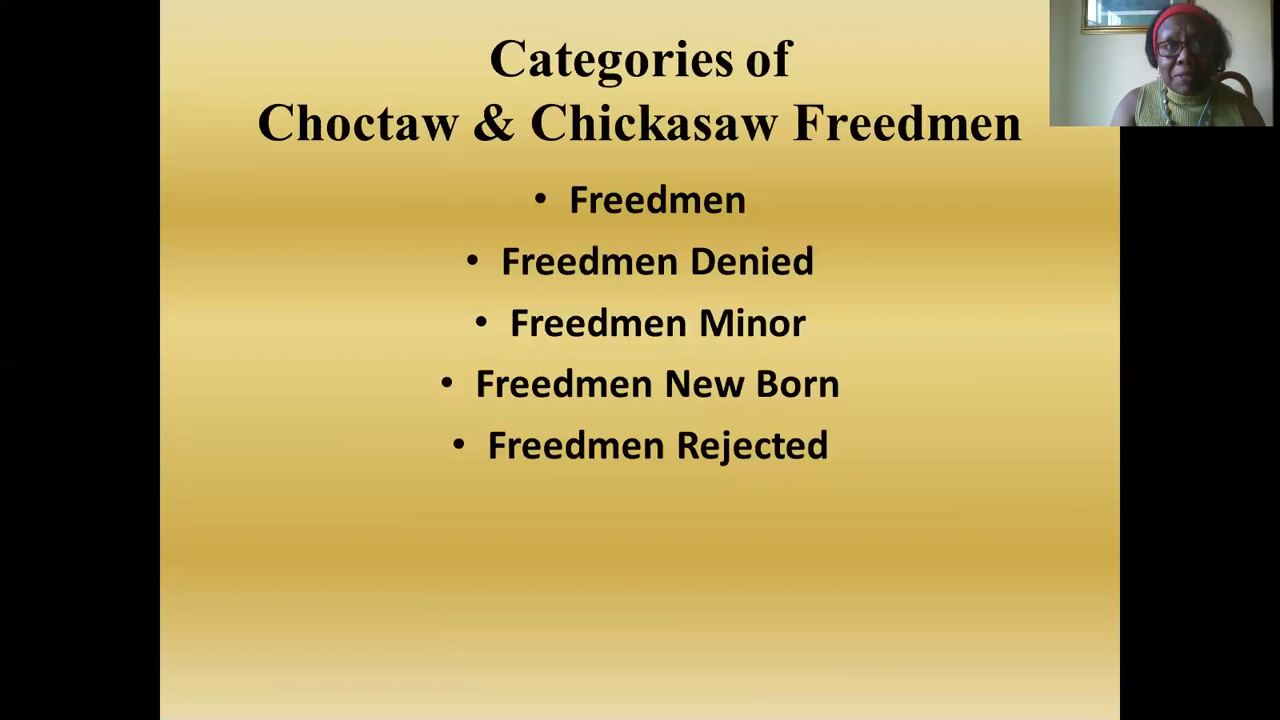 Categories of
Choctaw & Chickasaw Freedmen
• Freedmen
• Freedmen Denied
• Freedmen Minor
• Freedmen New Born
• Freedmen Rejected